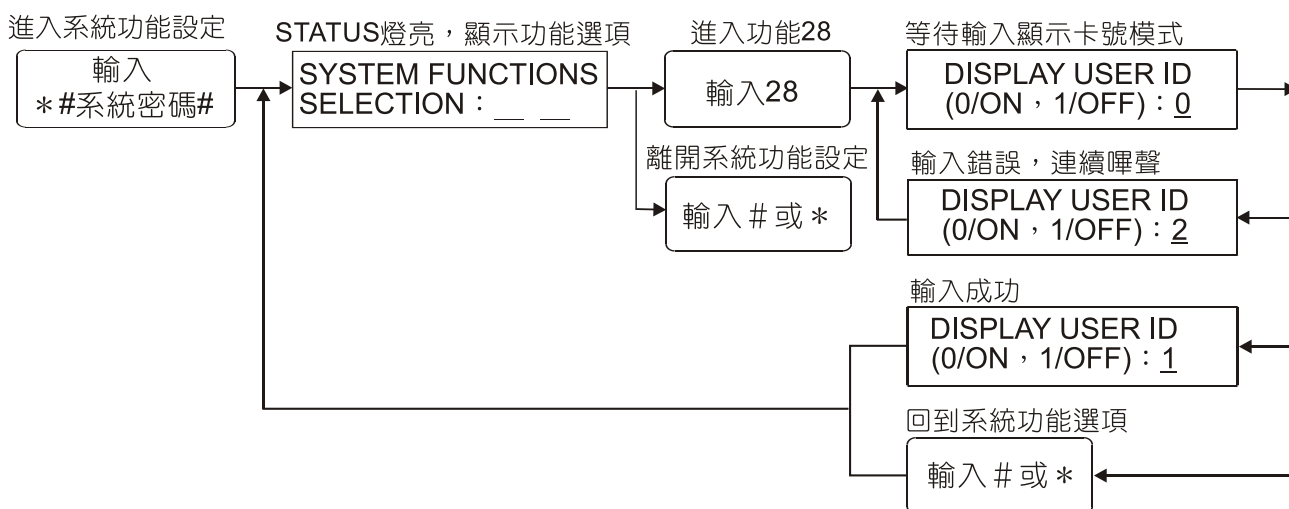 進入系統功能設定
輸入
＊#系統密碼#
STATUS燈亮，顯示功能選項
SYSTEM FUNCTIONS
SELECTION：__ __
進入功能28
輸入28
離開系統功能設定
輸入＃或＊
等待輸入顯示卡號模式
DISPLAY USER ID
(0/ON，1/OFF)：0
輸入錯誤，連續嗶聲
DISPLAY USER ID
(0/ON，1/OFF)：2
輸入成功
DISPLAY USER ID
(0/ON，1/OFF)：1
回到系統功能選項
輸入＃或＊